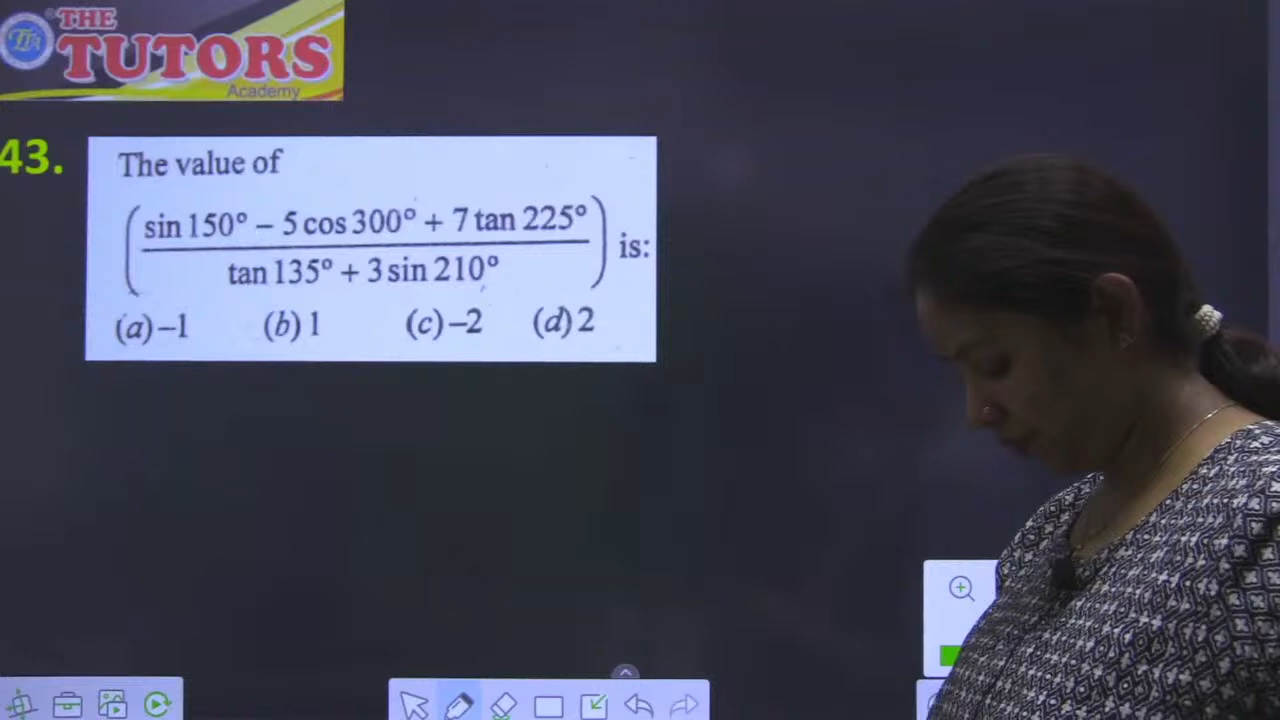 THE
TUTORS
Academy
43.
The value of
(sin 150° – 5 cos 300° + 7 tan 225°
tan 135° + 3 sin 210°) is:
(a) –1 (b) 1 (c) –2 (d) 2